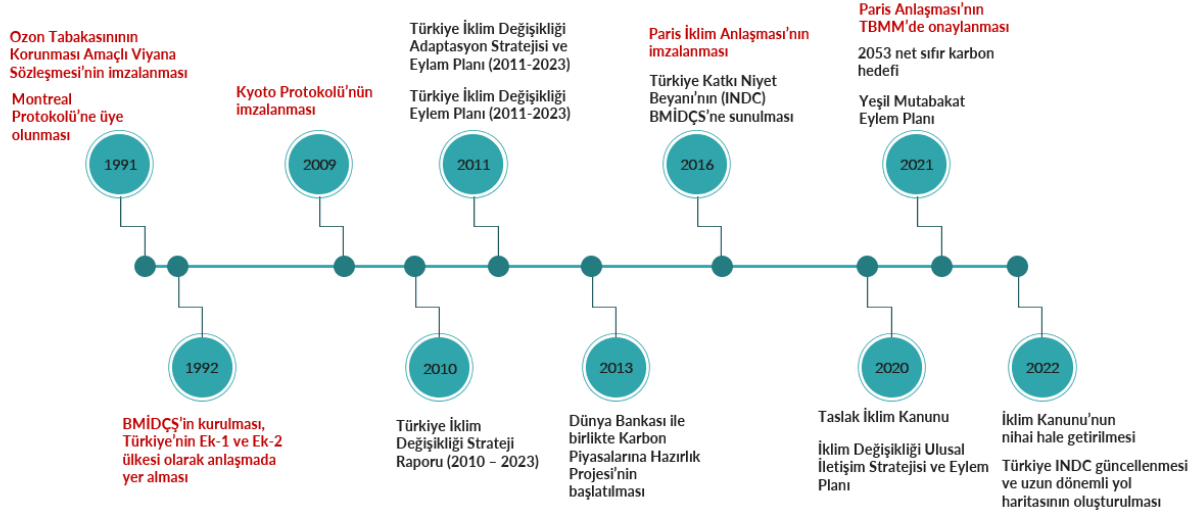 Ozon Tabakasınının
Korunması Amaçlı Viyana
Sözleşmesi'nin imzalanması
Montreal
Protokolü'ne üye
olunması
1991
BMİDÇŞ'in kurulması,
Türkiye'nin Ek-1 ve Ek-2
ülkesi olarak anlaşmada
yer alması
1992
Kyoto Protokolü'nün
imzalanması
2009
2010
Türkiye İklim
Değişikliği Strateji
Raporu (2010 – 2023)
Türkiye İklim Değişikliği
Adaptasyon Stratejisi ve
Eylam Planı (2011-2023)
Türkiye İklim Değişikliği
Eylem Planı (2011-2023)
2011
2013
Dünya Bankası ile
birlikte Karbon
Piyasalarına Hazırlık
Projesi'nin
başlatılması
Paris İklim Anlaşması'nın
imzalanması
Türkiye Katkı Niyet
Beyanı'nın (INDC)
BMİDÇS'ne sunulması
2016
2020
Taslak İklim Kanunu
İklim Değişikliği Ulusal
İletişim Stratejisi ve Eylem
Planı
Paris Anlaşması'nın
TBMM'de onaylanması
2053 net sıfır karbon
hedefi
Yeşil Mutabakat
Eylem Planı
2021
2022
İklim Kanunu'nun
nihai hale getirilmesi
Türkiye INDC güncellenmesi
ve uzun dönemli yol
haritasının oluşturulması